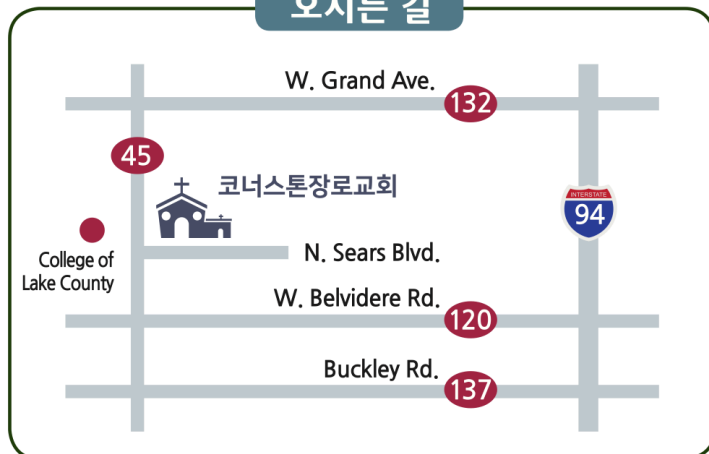 오시는 길
W. Grand Ave.
132
45
코너스톤장로교회
INTERSTATE
94
College of
Lake County
N. Sears Blvd.
W. Belvidere Rd.
120
Buckley Rd.
137